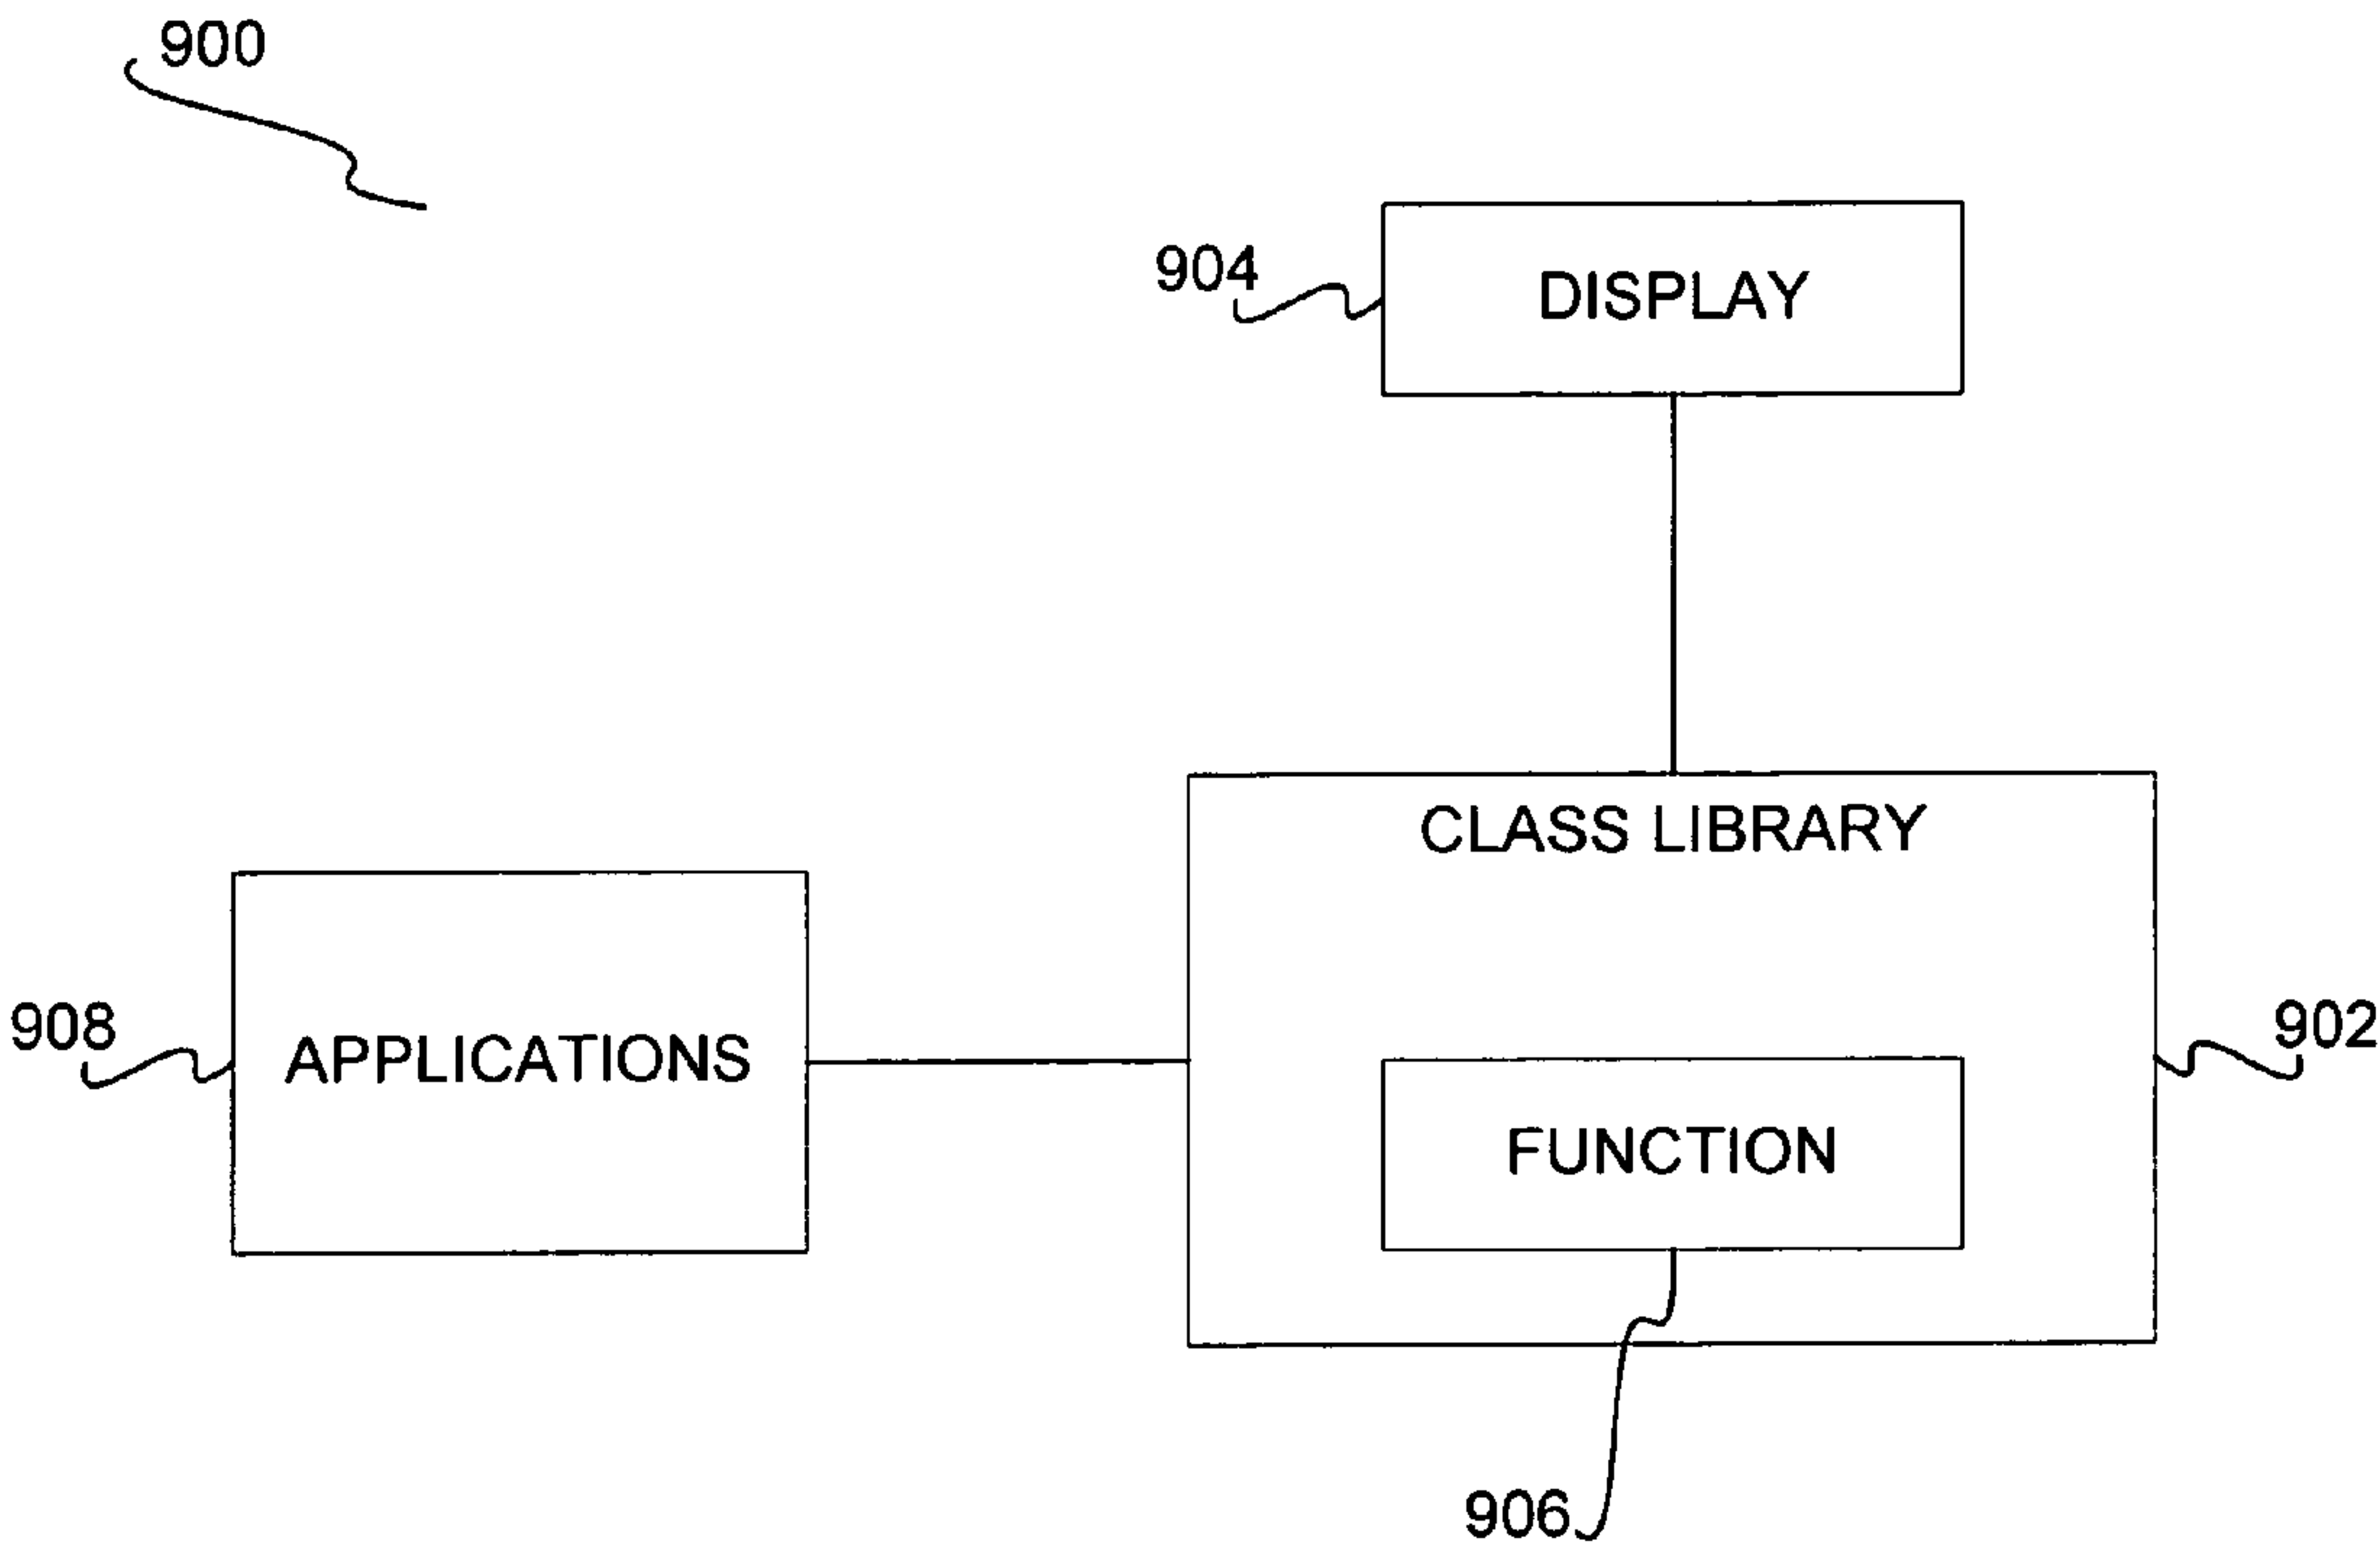 900
904
DISPLAY
CLASS LIBRARY
908
APPLICATIONS
902
FUNCTION
906